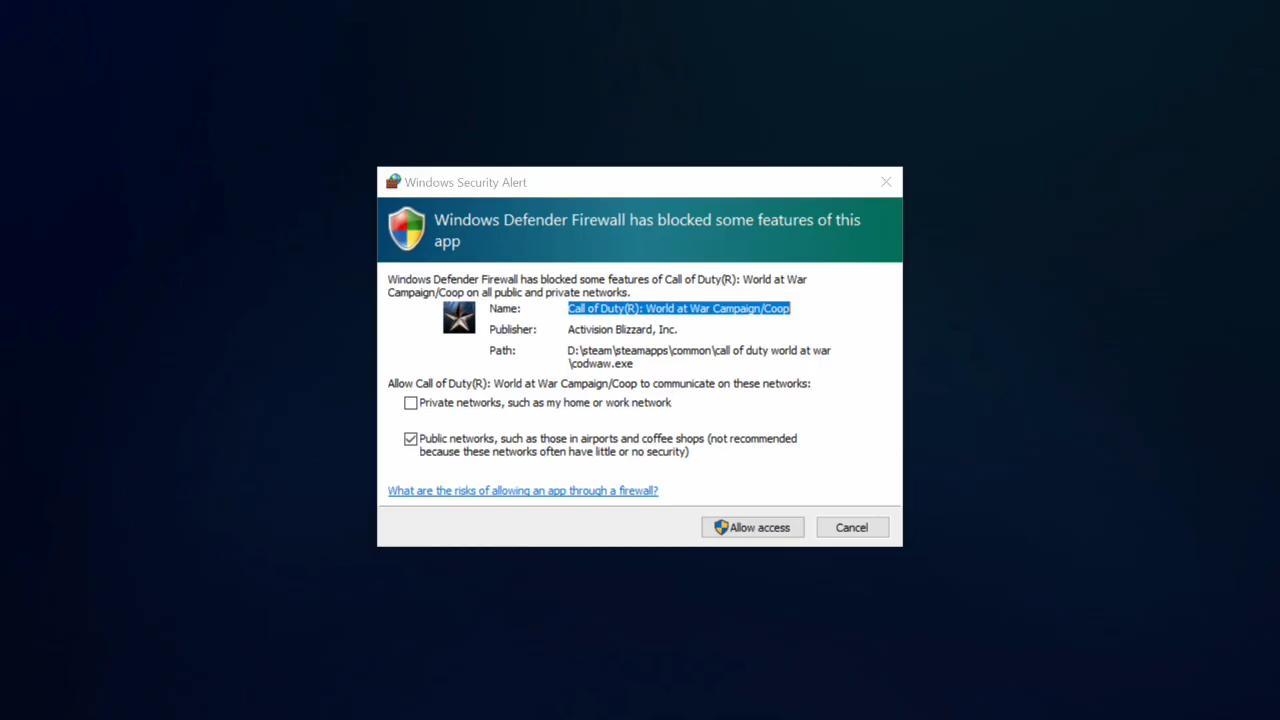 Windows Security Alert
Windows Defender Firewall has blocked some features of this
app
Windows Defender Firewall has blocked some features of Call of Duty(R): World at War
Campaign/Coop on all public and private networks.
Name: Call of Duty(R): World at War Campaign/Coop
Publisher: Activision Blizzard, Inc.
Path: D:\steam\steamapps\common\call of duty world at war
\codwaw.exe
Allow Call of Duty(R): World at War Campaign/Coop to communicate on these networks:
Private networks, such as my home or work network
Public networks, such as those in airports and coffee shops (not recommended
because these networks often have little or no security)
What are the risks of allowing an app through a firewall?
Allow access Cancel